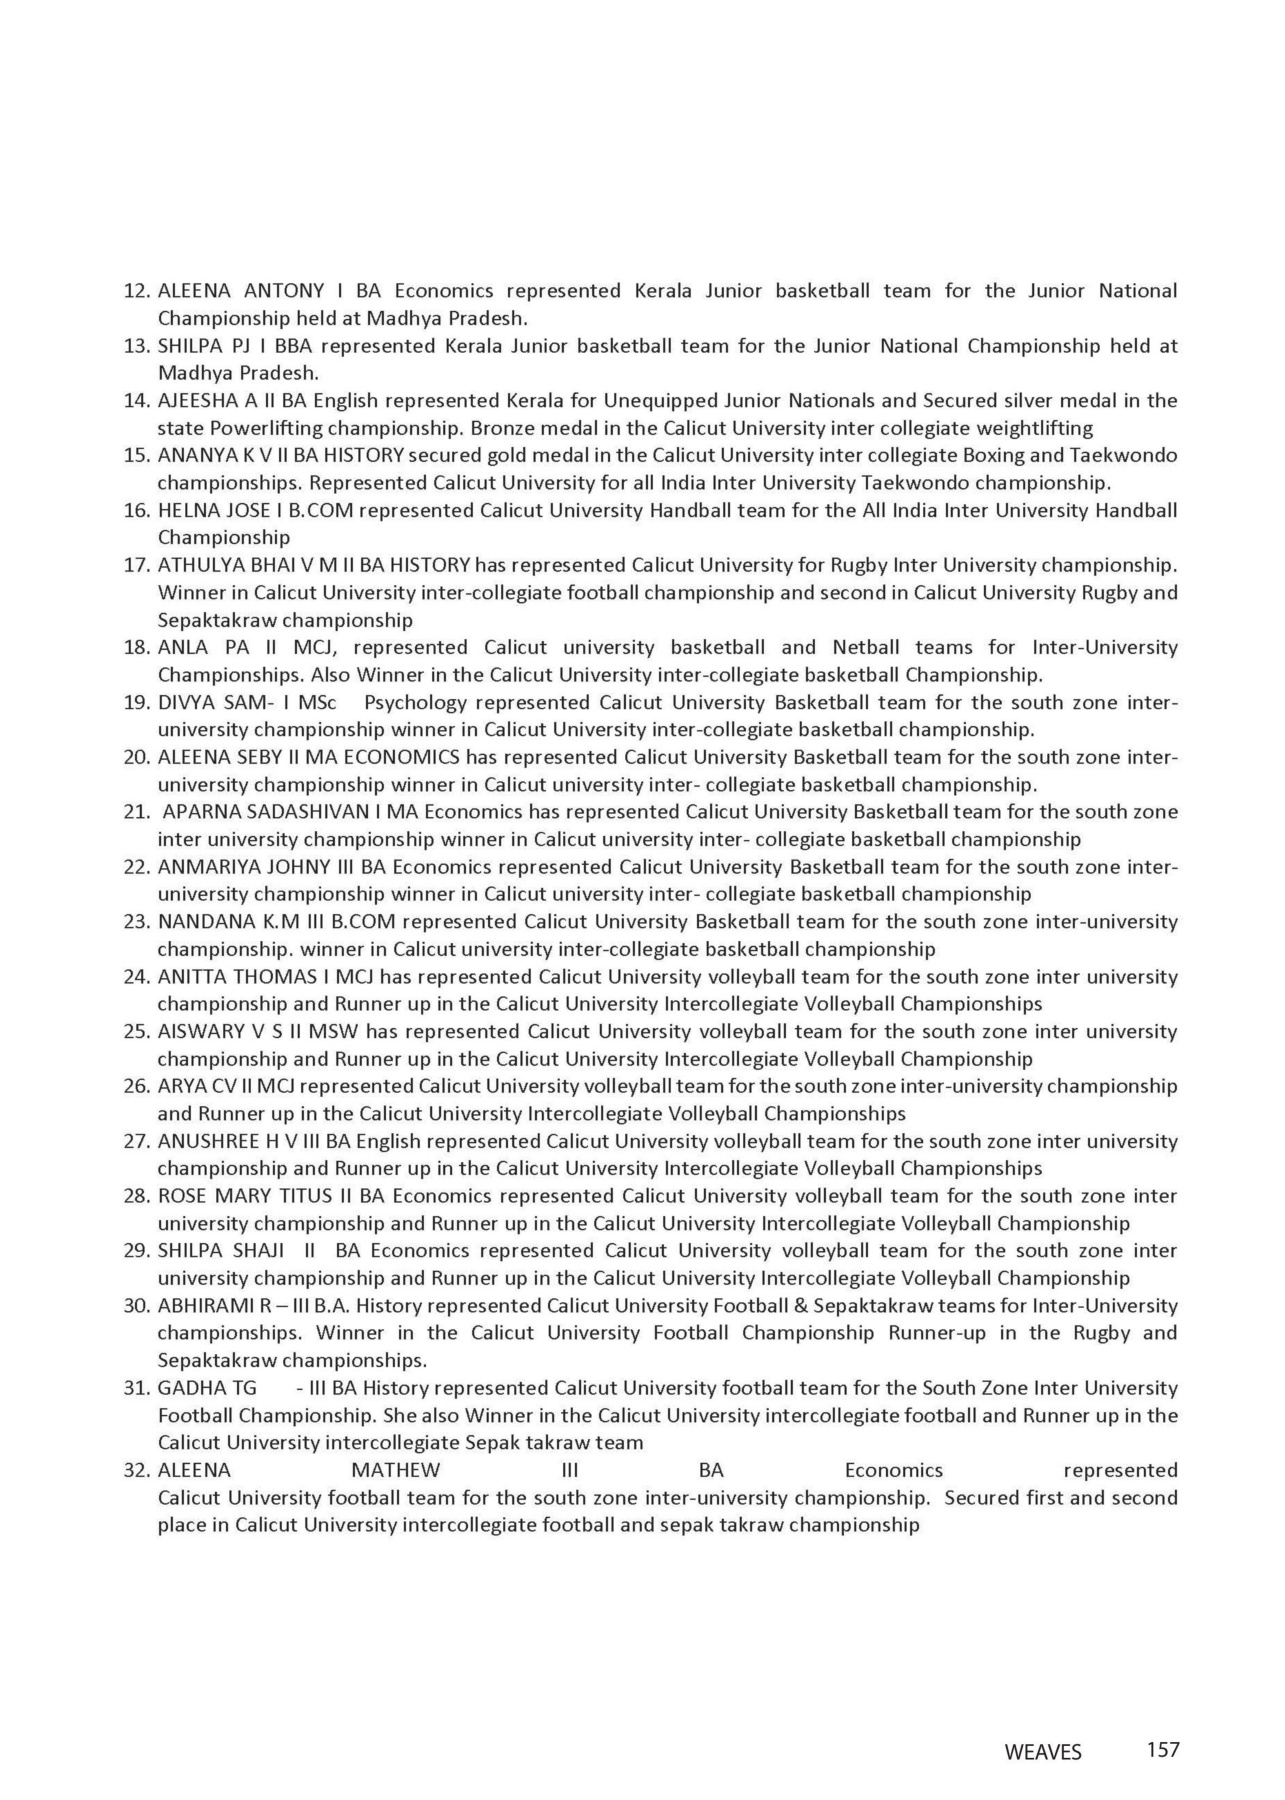 12. ALEENA ANTONY I BA Economics represented Kerala Junior basketball team for the Junior National
Championship held at Madhya Pradesh.
13. SHILPA PJ I BBA represented Kerala Junior basketball team for the Junior National Championship held at
Madhya Pradesh.
14. AJEESHA A II BA English represented Kerala for Unequipped Junior Nationals and Secured silver medal in the
state Powerlifting championship. Bronze medal in the Calicut University inter collegiate weightlifting
15. ANANYA K V II BA HISTORY secured gold medal in the Calicut University inter collegiate Boxing and Taekwondo
championships. Represented Calicut University for all India Inter University Taekwondo championship.
16. HELNA JOSE I B.COM represented Calicut University Handball team for the All India Inter University Handball
Championship
17. ATHULYA BHAI V M II BA HISTORY has represented Calicut University for Rugby Inter University championship.
Winner in Calicut University inter-collegiate football championship and second in Calicut University Rugby and
Sepaktakraw championship
18. ANLA PA II MCJ, represented Calicut university basketball and Netball teams for Inter-University
Championships. Also Winner in the Calicut University inter-collegiate basketball Championship.
19. DIVYA SAM- I MSc Psychology represented Calicut University Basketball team for the south zone inter-
university championship winner in Calicut University inter-collegiate basketball championship.
20. ALEENA SEBY II MA ECONOMICS has represented Calicut University Basketball team for the south zone inter-
university championship winner in Calicut university inter- collegiate basketball championship.
21. APARNA SADASHIVAN I MA Economics has represented Calicut University Basketball team for the south zone
inter university championship winner in Calicut university inter- collegiate basketball championship
22. ANMARIYA JOHNY III BA Economics represented Calicut University Basketball team for the south zone inter-
university championship winner in Calicut university inter- collegiate basketball championship
23. NANDANA K.M III B.COM represented Calicut University Basketball team for the south zone inter-university
championship. winner in Calicut university inter-collegiate basketball championship
24. ANITTA THOMAS I MCJ has represented Calicut University volleyball team for the south zone inter university
championship and Runner up in the Calicut University Intercollegiate Volleyball Championships
25. AISWARY V S II MSW has represented Calicut University volleyball team for the south zone inter university
championship and Runner up in the Calicut University Intercollegiate Volleyball Championship
26. ARYA CV II MCJ represented Calicut University volleyball team for the south zone inter-university championship
and Runner up in the Calicut University Intercollegiate Volleyball Championships
27. ANUSHREE H V III BA English represented Calicut University volleyball team for the south zone inter university
championship and Runner up in the Calicut University Intercollegiate Volleyball Championships
28. ROSE MARY TITUS II BA Economics represented Calicut University volleyball team for the south zone inter
university championship and Runner up in the Calicut University Intercollegiate Volleyball Championship
29. SHILPA SHAJI II BA Economics represented Calicut University volleyball team for the south zone inter
university championship and Runner up in the Calicut University Intercollegiate Volleyball Championship
30. ABHIRAMI R – III B.A. History represented Calicut University Football & Sepaktakraw teams for Inter-University
championships. Winner in the Calicut University Football Championship Runner-up in the Rugby and
Sepaktakraw championships.
31. GADHA TG - III BA History represented Calicut University football team for the South Zone Inter University
Football Championship. She also Winner in the Calicut University intercollegiate football and Runner up in the
Calicut University intercollegiate Sepak takraw team
32. ALEENA MATHEW III BA Economics represented
Calicut University football team for the south zone inter-university championship. Secured first and second
place in Calicut University intercollegiate football and sepak takraw championship
WEAVES 157